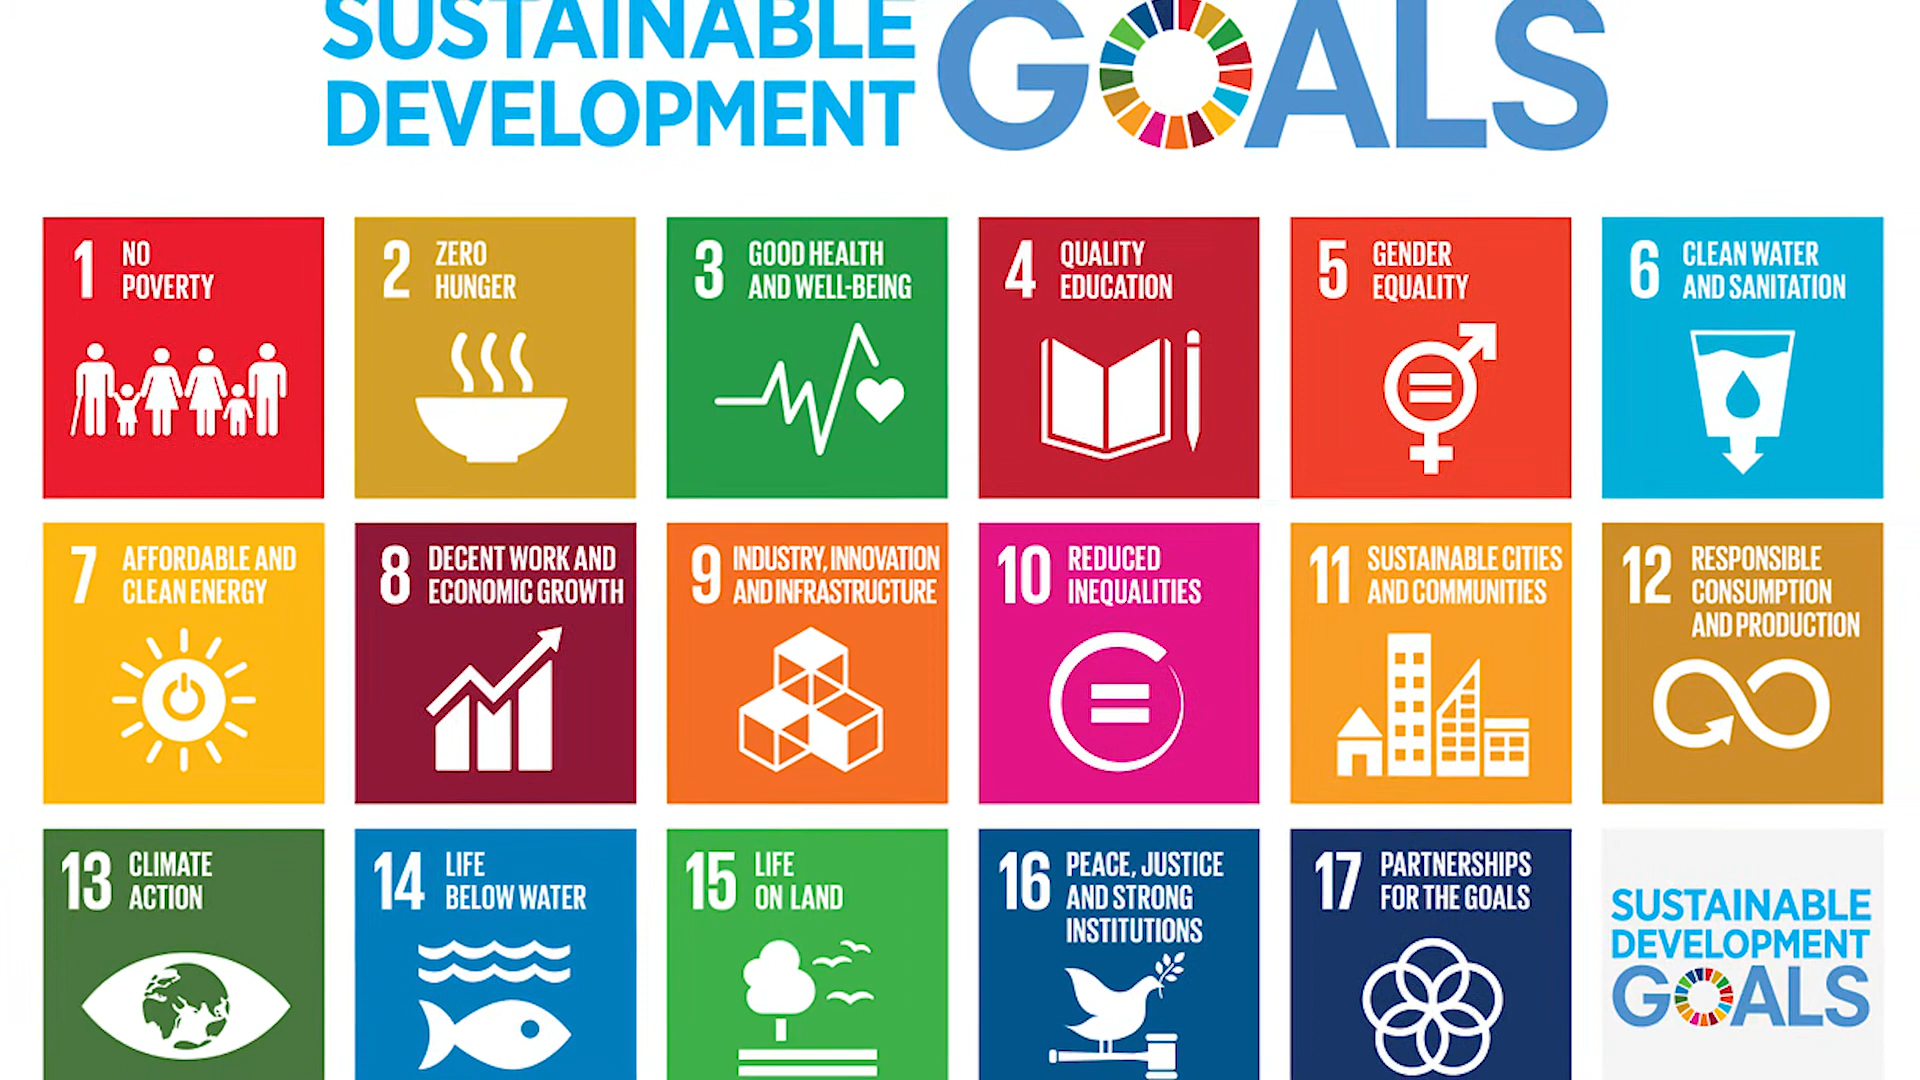 SUSTAINABLE
DEVELOPMENT
GOALS
1 NO
POVERTY
2 ZERO
HUNGER
3 GOOD HEALTH
AND WELL-BEING
4 QUALITY
EDUCATION
5 GENDER
EQUALITY
6 CLEAN WATER
AND SANITATION
7 AFFORDABLE AND
CLEAN ENERGY
8 DECENT WORK AND
ECONOMIC GROWTH
9 INDUSTRY, INNOVATION
AND INFRASTRUCTURE
10 REDUCED
INEQUALITIES
11 SUSTAINABLE CITIES
AND COMMUNITIES
12 RESPONSIBLE
CONSUMPTION
AND PRODUCTION
13 CLIMATE
ACTION
14 LIFE
BELOW WATER
15 LIFE
ON LAND
16 PEACE, JUSTICE
AND STRONG
INSTITUTIONS
17 PARTNERSHIPS
FOR THE GOALS
SUSTAINABLE
DEVELOPMENT
GOALS